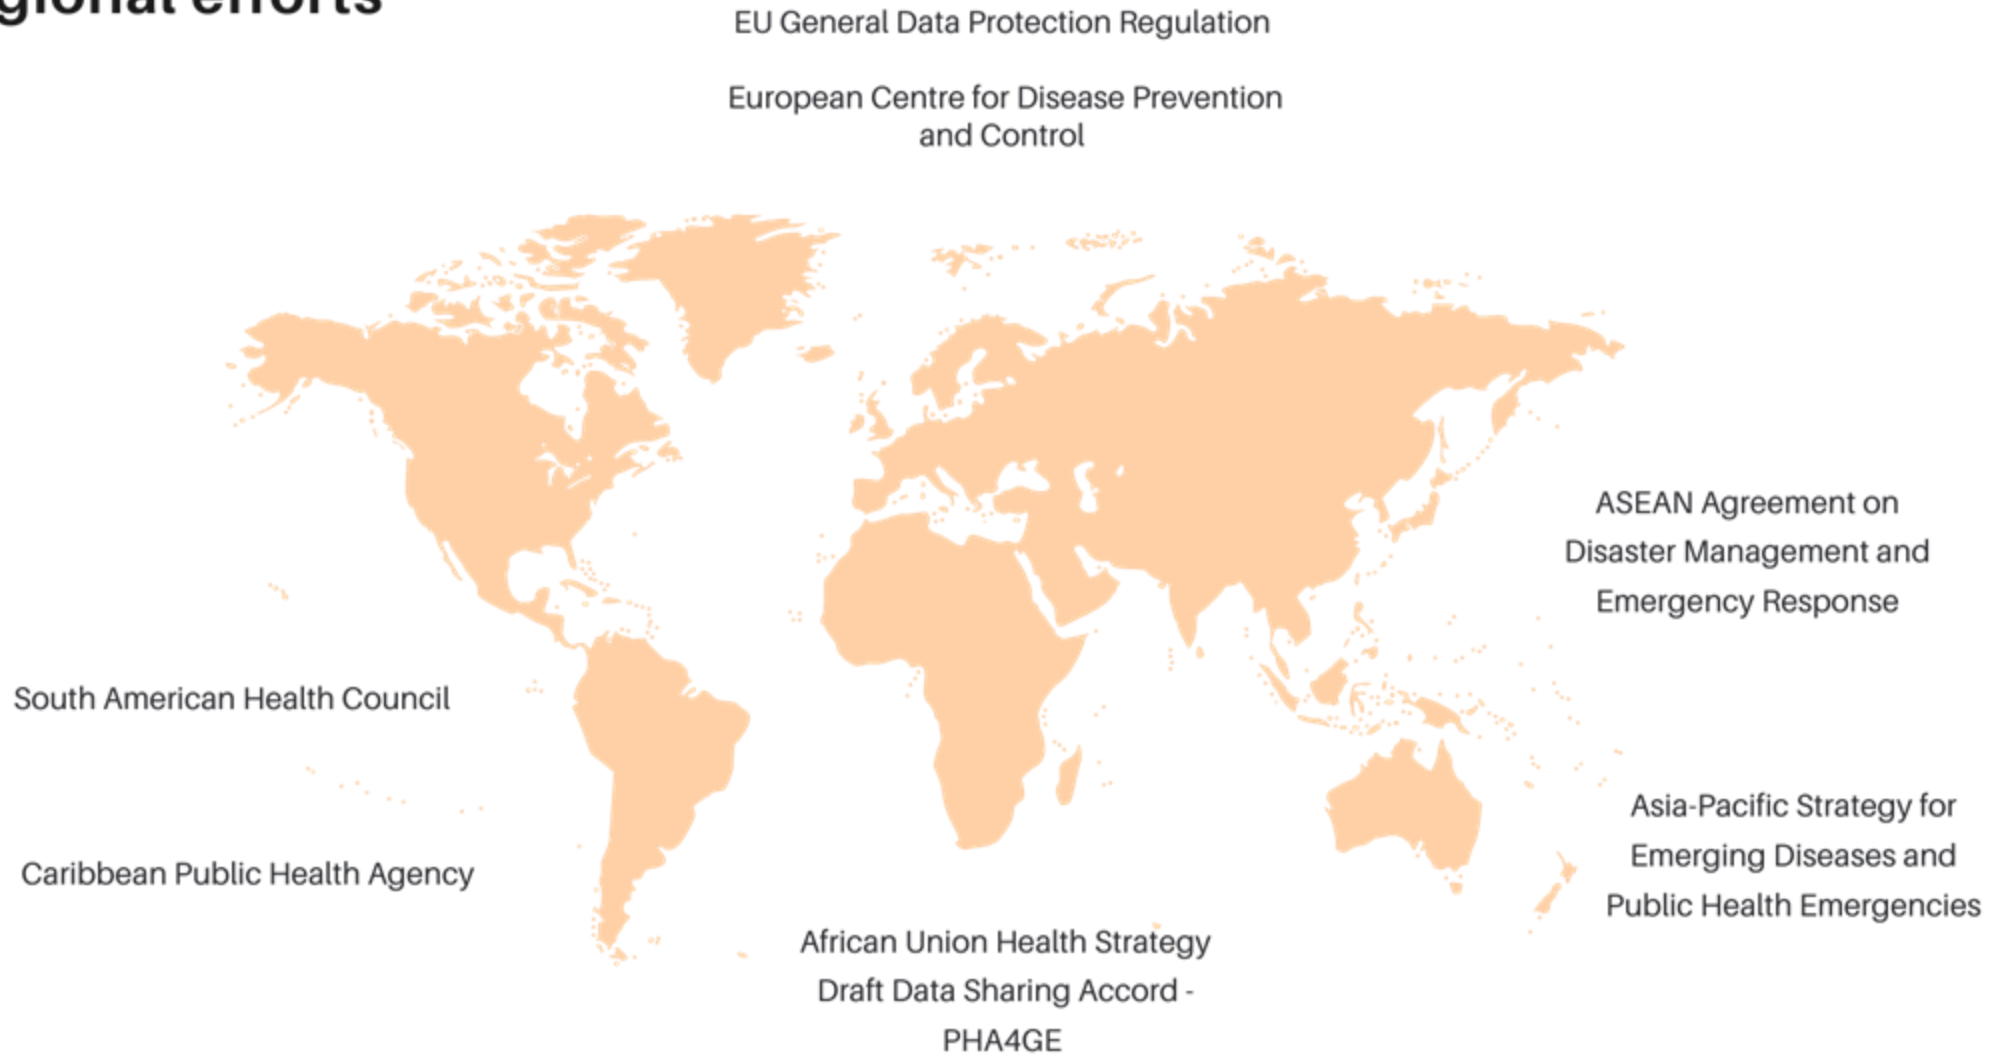 gional efforts
EU General Data Protection Regulation
European Centre for Disease Prevention
and Control
ASEAN Agreement on
Disaster Management and
Emergency Response
South American Health Council
Asia-Pacific Strategy for
Emerging Diseases and
Public Health Emergencies
Caribbean Public Health Agency
African Union Health Strategy
Draft Data Sharing Accord -
PHA4GE